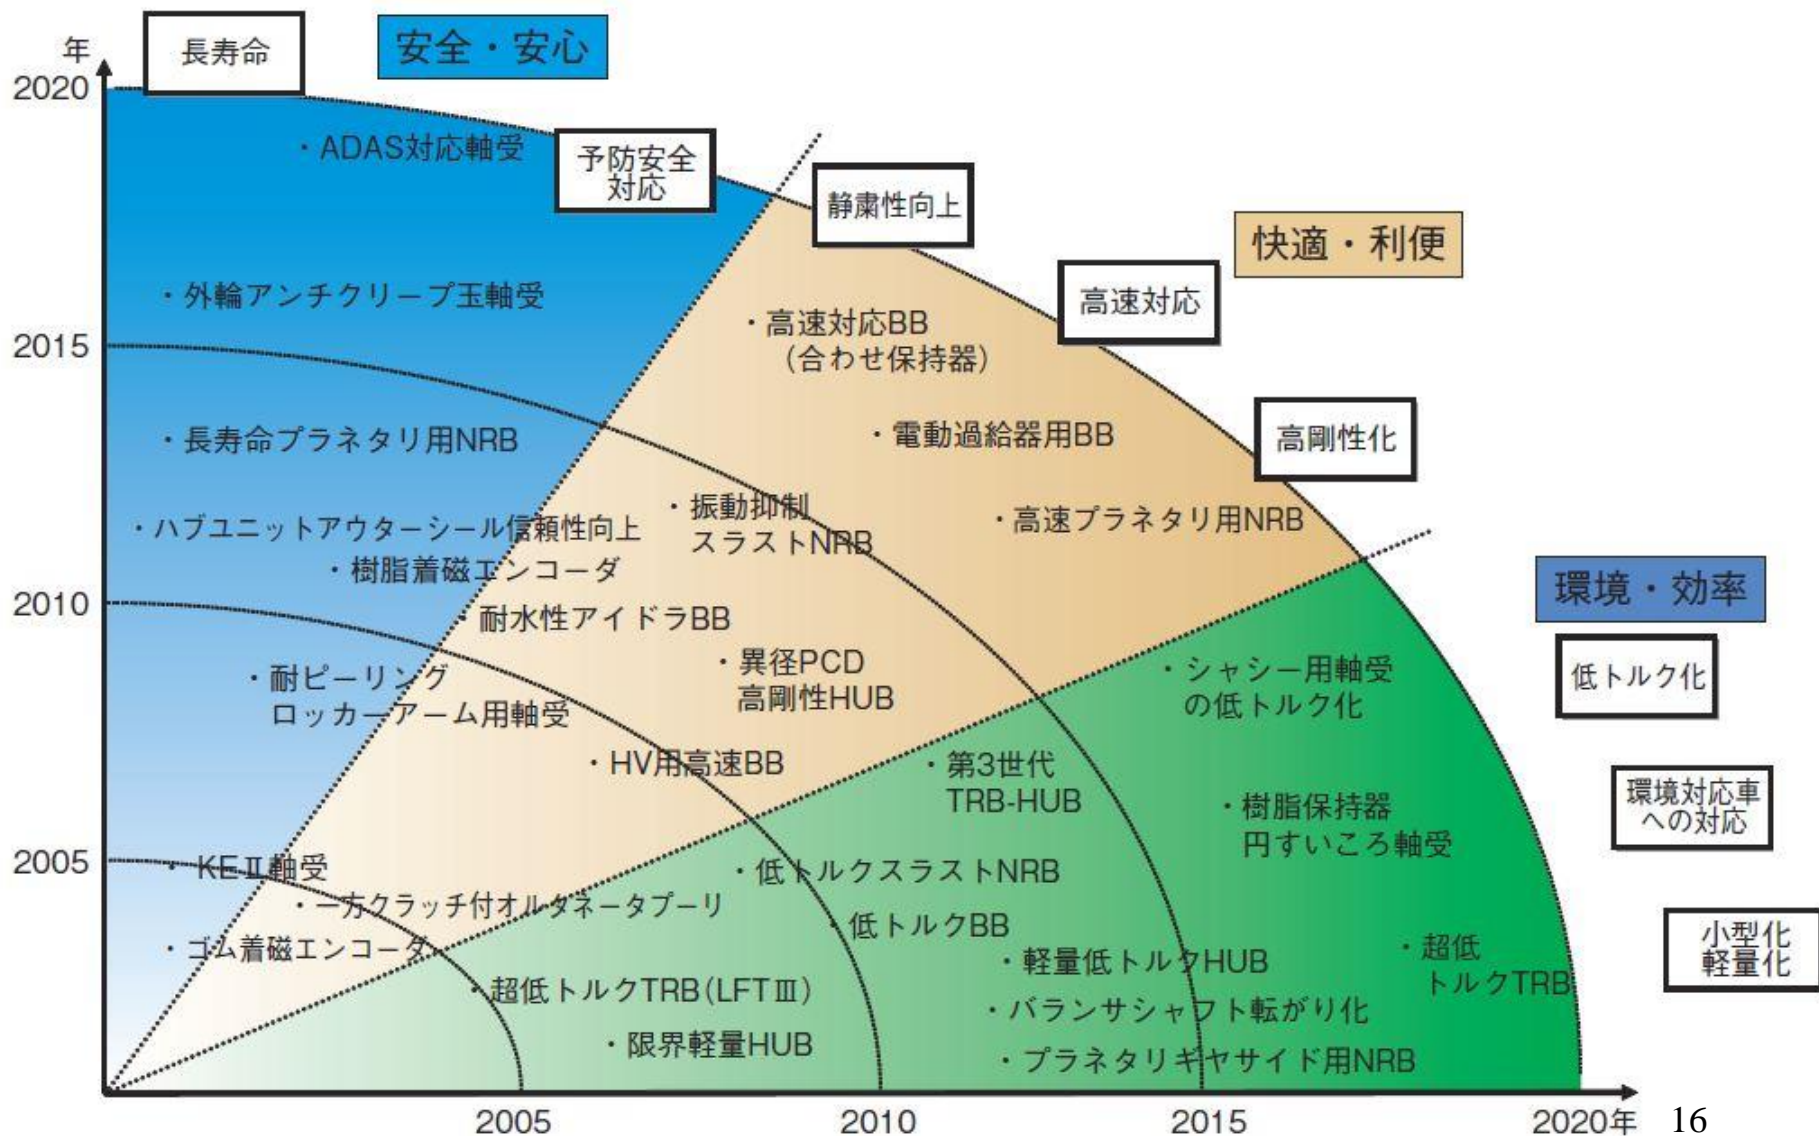 長寿命
安全・安心
年
2020
・ADAS対応軸受
予防安全
対応
静粛性向上
快適・利便
高速対応
・外輪アンチクリープ玉軸受
・高速対応BB
（合わせ保持器）
2015
高剛性化
・長寿命プラネタリ用NRB
・電動過給器用BB
・振動抑制
スラストNRB
・高速プラネタリ用NRB
・ハブユニットアウターシール信頼性向上
・樹脂着磁エンコーダ
環境・効率
2010
・耐水性アイドラBB
・異径PCD
高剛性HUB
・シャシー用軸受
の低トルク化
低トルク化
・耐ピーリング
ロッカーアーム用軸受
・HV用高速BB
・第3世代
TRB-HUB
・樹脂保持器
円すいころ軸受
環境対応車
への対応
2005
・KEⅡ軸受
・低トルクスラストNRB
・一方クラッチ付オルタネータプーリ
・低トルクBB
・ゴム着磁エンコーダ
・軽量低トルクHUB
・超低
トルクTRB
小型化
軽量化
・超低トルクTRB（LFTⅢ）
・バランサシャフト転がり化
・限界軽量HUB
・プラネタリギヤサイド用NRB
2005
2010
2015
2020年
16